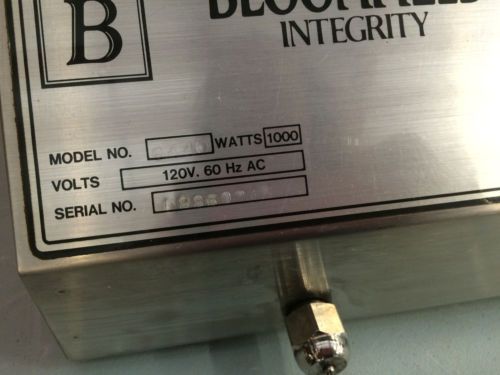 B
INTEGRITY
MODEL NO. WATTS 1000
VOLTS 120V. 60 Hz AC
SERIAL NO.